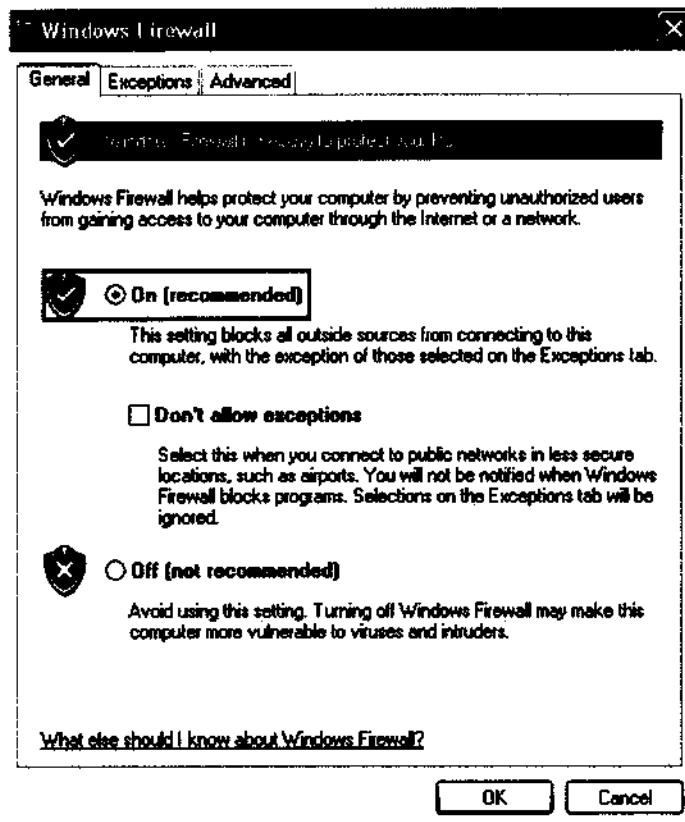 Windows Firewall
General Exceptions Advanced
Windows Firewall helps protect your computer by preventing unauthorized users
from gaining access to your computer through the Internet or a network.
On (recommended)
This setting blocks all outside sources from connecting to this
computer, with the exception of those selected on the Exceptions tab.
Don't allow exceptions
Select this when you connect to public networks in less secure
locations, such as airports. You will not be notified when Windows
Firewall blocks programs. Selections on the Exceptions tab will be
ignored.
Off (not recommended)
Avoid using this setting. Turning off Windows Firewall may make this
computer more vulnerable to viruses and intruders.
What else should I know about Windows Firewall?
OK Cancel